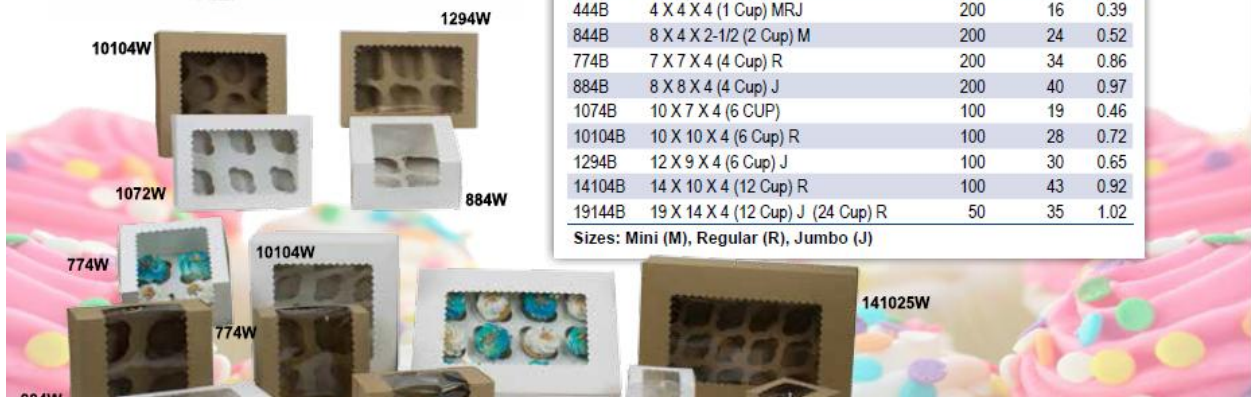 1294W
10104W
1072W
884W
774W
10104W
774W
141025W
444B 4 X 4 X 4 (1 Cup) MRJ 200 16 0.39
844B 8 X 4 X 2-1/2 (2 Cup) M 200 24 0.52
774B 7 X 7 X 4 (4 Cup) R 200 34 0.86
884B 8 X 8 X 4 (4 Cup) J 200 40 0.97
1074B 10 X 7 X 4 (6 CUP) 100 19 0.46
10104B 10 X 10 X 4 (6 Cup) R 100 28 0.72
1294B 12 X 9 X 4 (6 Cup) J 100 30 0.65
14104B 14 X 10 X 4 (12 Cup) R 100 43 0.92
19144B 19 X 14 X 4 (12 Cup) J (24 Cup) R 50 35 1.02
Sizes: Mini (M), Regular (R), Jumbo (J)